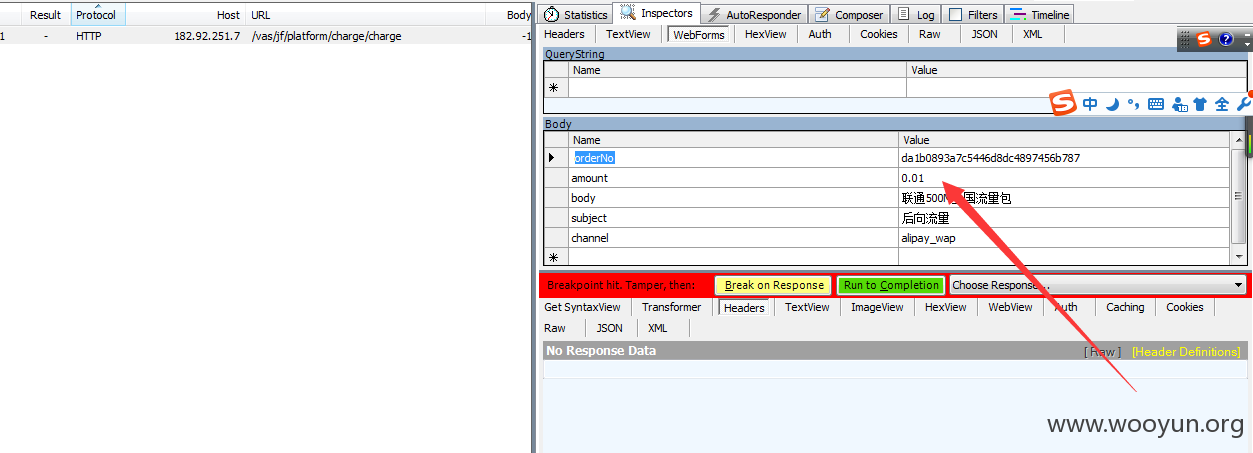 Result Protocol Host URL Body
1 - HTTP 182.92.251.7 /vas/jf/platform/charge/charge -1
Statistics Inspectors AutoResponder Composer Log Filters Timeline
Headers TextView WebForms HexView Auth Cookies Raw JSON XML
QueryString
Name Value
中 全
Body
Name Value
orderNo da1b0893a7c5446d8dc4897456b787
amount 0.01
body 联通500M 国流量包
subject 后向流量
channel alipay_wap
Breakpoint hit. Tamper, then: Break on Response Run to Completion Choose Response...
Get SyntaxView Transformer Headers TextView ImageView HexView WebView Auth Caching Cookies
Raw JSON XML
No Response Data [ Raw ] [Header Definitions]
www.wooyun.org